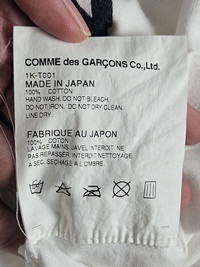 COMME des GARÇONS Co.,Ltd.
1K-T001
MADE IN JAPAN
100% COTTON
HAND WASH. DO NOT BLEACH.
DO NOT IRON. DO NOT DRY CLEAN.
LINE DRY.
FABRIQUE AU JAPON
100% COTON
LAVAGE MAINS. JAVEL INTERDIT. NE
PAS REPASSER. INTERDIT NETTOYAGE
A SEC. SECHAGE A L'OMBRE.